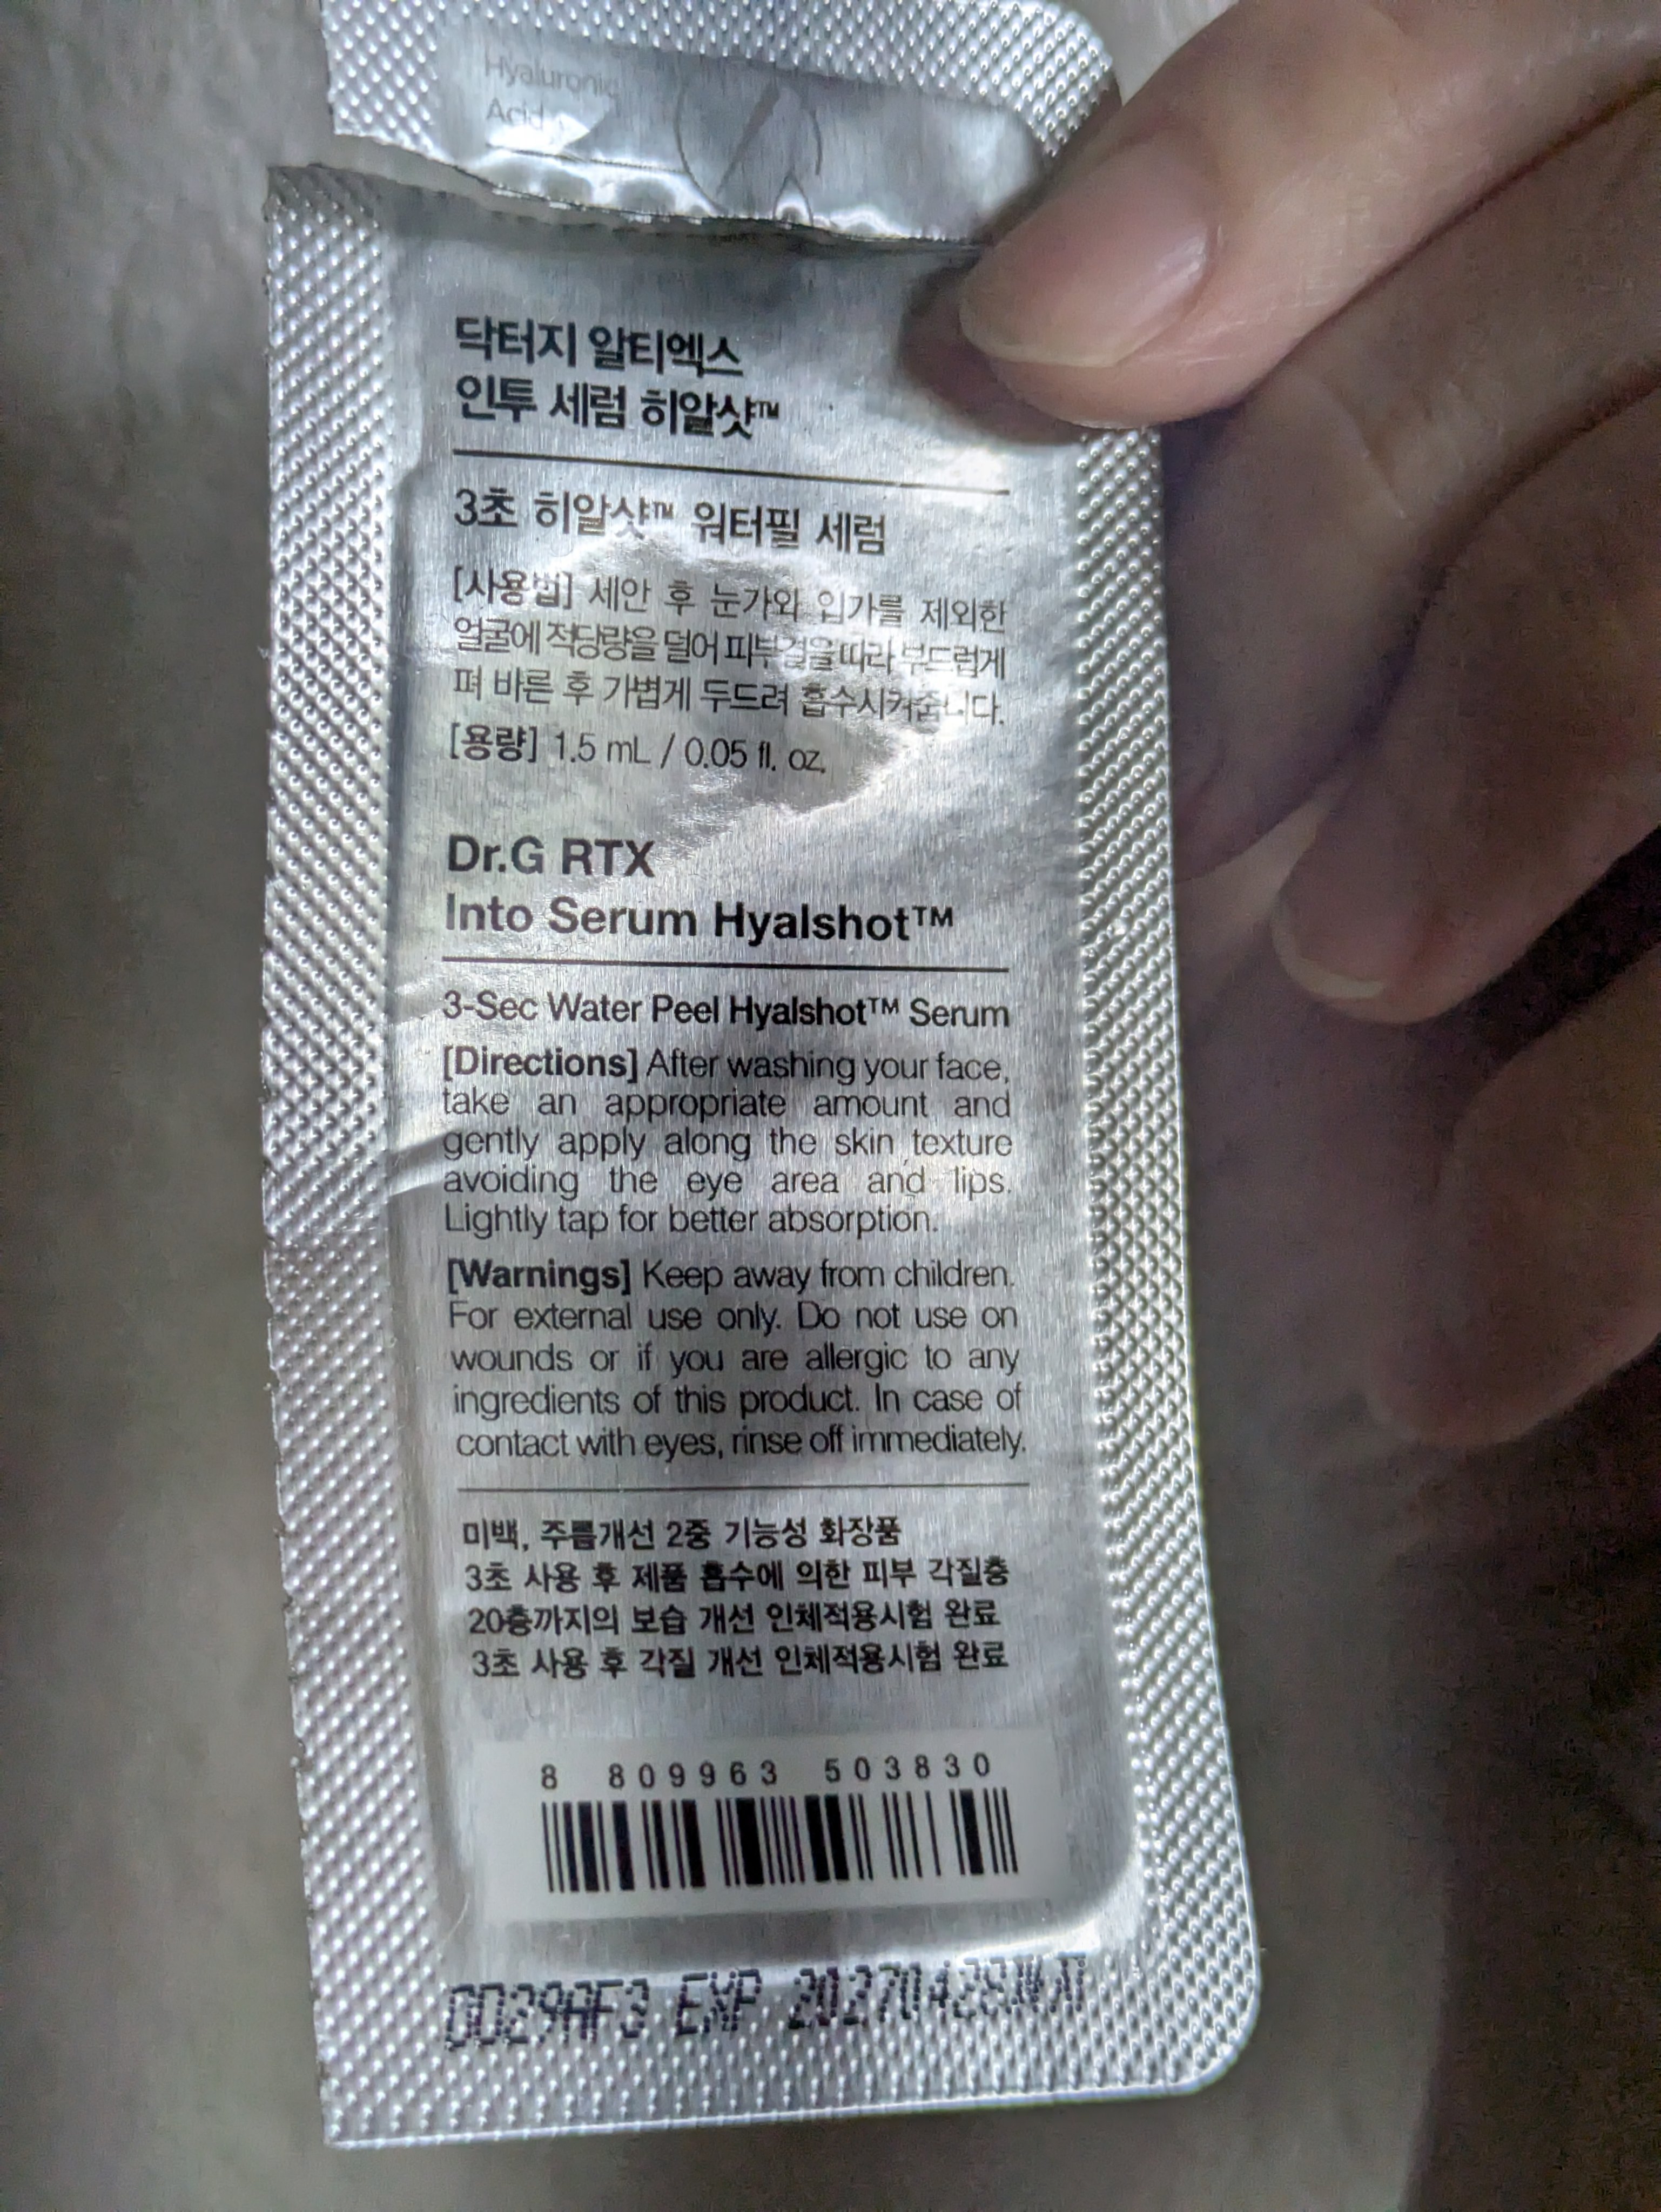 Hyaluronic
Acid
닥터지 알티엑스
인투 세럼 히알샷™
3초 히알샷™ 워터필 세럼
[사용법] 세안 후 눈가와 입가를 제외한
얼굴에 적당량을 덜어 피부결을 따라 부드럽게
펴 바른 후 가볍게 두드려 흡수시켜줍니다.
[용량] 1.5 mL / 0.05 fl. oz.
Dr.G RTX
Into Serum Hyalshot™
3-Sec Water Peel Hyalshot™ Serum
[Directions] After washing your face,
take an appropriate amount and
gently apply along the skin texture
avoiding the eye area and lips.
Lightly tap for better absorption.
[Warnings] Keep away from children.
For external use only. Do not use on
wounds or if you are allergic to any
ingredients of this product. In case of
contact with eyes, rinse off immediately.
미백, 주름개선 2중 기능성 화장품
3초 사용 후 제품 흡수에 의한 피부 각질층
20층까지의 보습 개선 인체적용시험 완료
3초 사용 후 각질 개선 인체적용시험 완료
8 809963 503830
EXP